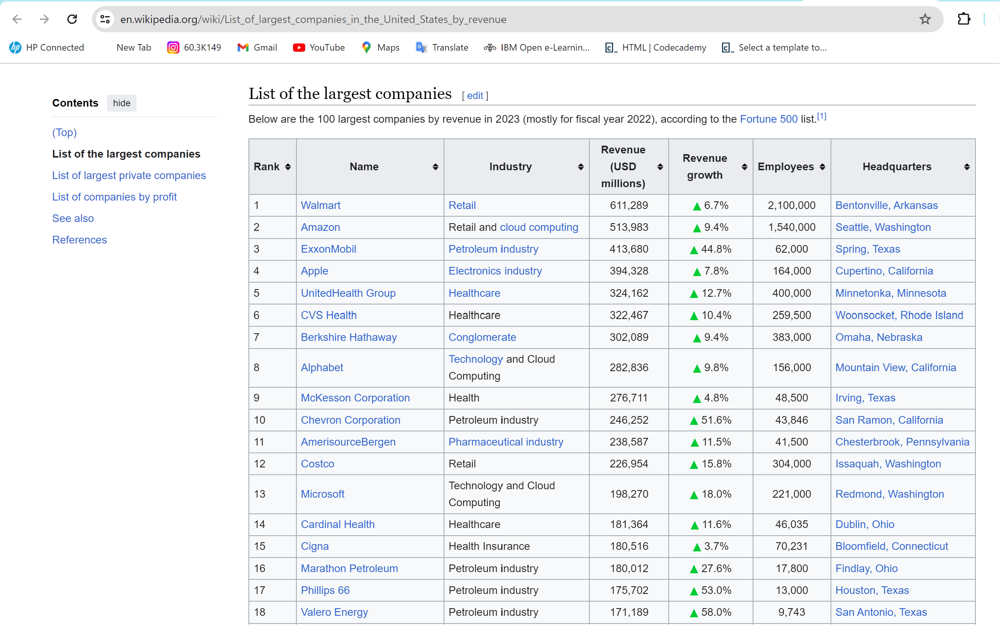 en.wikipedia.org/wiki/List_of_largest_companies_in_the_United_States_by_revenue
HP Connected New Tab 60.3K149 Gmail YouTube Maps Translate IBM Open e-Learnin... HTML | Codecademy Select a template to...
Contents hide
(Top)
List of the largest companies
List of largest private companies
List of companies by profit
See also
References
List of the largest companies [ edit ]
Below are the 100 largest companies by revenue in 2023 (mostly for fiscal year 2022), according to the Fortune 500 list.[1]
Rank Name Industry Revenue (USD millions) Revenue growth Employees Headquarters
1 Walmart Retail 611,289 ▲ 6.7% 2,100,000 Bentonville, Arkansas
2 Amazon Retail and cloud computing 513,983 ▲ 9.4% 1,540,000 Seattle, Washington
3 ExxonMobil Petroleum industry 413,680 ▲ 44.8% 62,000 Spring, Texas
4 Apple Electronics industry 394,328 ▲ 7.8% 164,000 Cupertino, California
5 UnitedHealth Group Healthcare 324,162 ▲ 12.7% 400,000 Minnetonka, Minnesota
6 CVS Health Healthcare 322,467 ▲ 10.4% 259,500 Woonsocket, Rhode Island
7 Berkshire Hathaway Conglomerate 302,089 ▲ 9.4% 383,000 Omaha, Nebraska
8 Alphabet Technology and Cloud Computing 282,836 ▲ 9.8% 156,000 Mountain View, California
9 McKesson Corporation Health 276,711 ▲ 4.8% 48,500 Irving, Texas
10 Chevron Corporation Petroleum industry 246,252 ▲ 51.6% 43,846 San Ramon, California
11 AmerisourceBergen Pharmaceutical industry 238,587 ▲ 11.5% 41,500 Chesterbrook, Pennsylvania
12 Costco Retail 226,954 ▲ 15.8% 304,000 Issaquah, Washington
13 Microsoft Technology and Cloud Computing 198,270 ▲ 18.0% 221,000 Redmond, Washington
14 Cardinal Health Healthcare 181,364 ▲ 11.6% 46,035 Dublin, Ohio
15 Cigna Health Insurance 180,516 ▲ 3.7% 70,231 Bloomfield, Connecticut
16 Marathon Petroleum Petroleum industry 180,012 ▲ 27.6% 17,800 Findlay, Ohio
17 Phillips 66 Petroleum industry 175,702 ▲ 53.0% 13,000 Houston, Texas
18 Valero Energy Petroleum industry 171,189 ▲ 58.0% 9,743 San Antonio, Texas